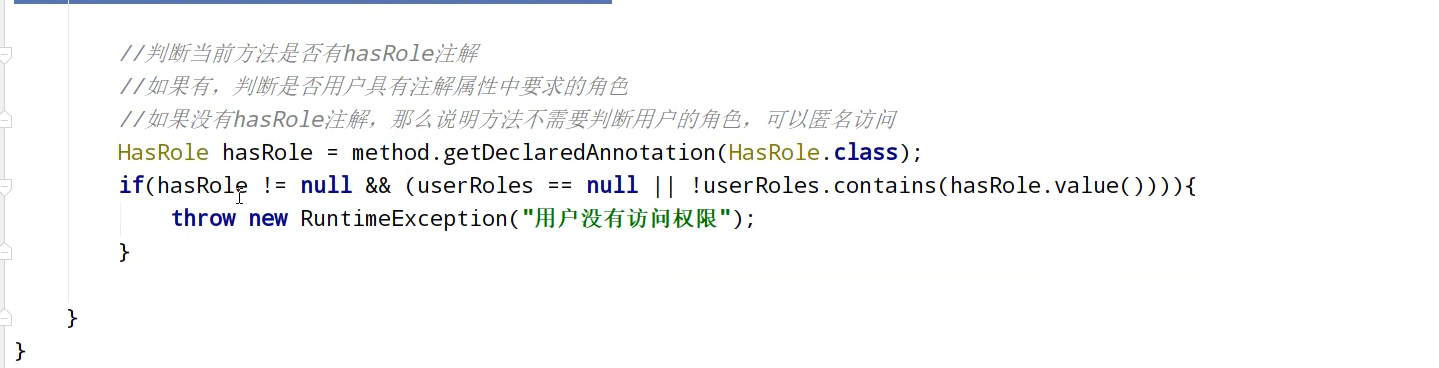 //判断当前方法是否有hasRole注解
//如果有，判断是否用户具有注解属性中要求的角色
//如果没有hasRole注解，那么说明方法不需要判断用户的角色，可以匿名访问
HasRole hasRole = method.getDeclaredAnnotation(HasRole.class);
if(hasRole != null && (userRoles == null || !userRoles.contains(hasRole.value()))){
throw new RuntimeException("用户没有访问权限");
}
}
}